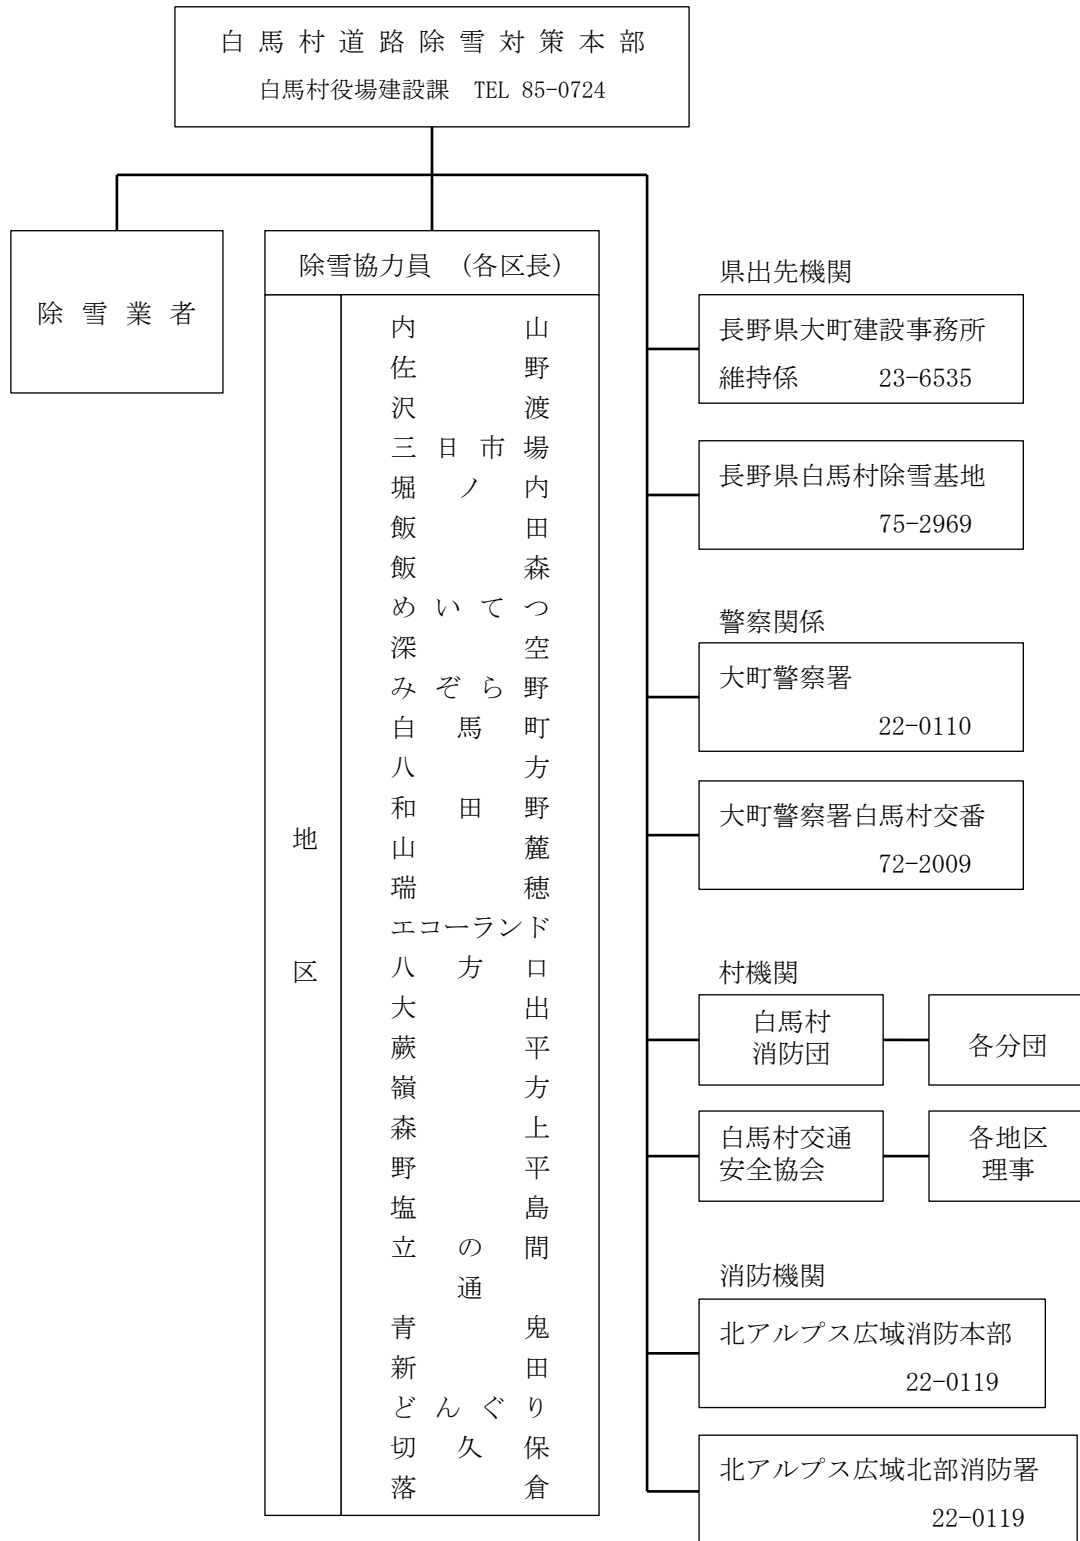 白馬村道路除雪対策本部
白馬村役場建設課 TEL 85-0724
除雪業者
除雪協力員 (各区長)
地
区
内山
佐野
沢渡
三日市場
堀ノ内
飯田
飯森
めいてつ
深空
みぞら野
白馬町
八方
和田野
山麓
瑞穂
エコーランド
八方口
大出
蕨平
嶺方
森上
野平
塩島
立の間
通
青鬼
新田
どんぐり
切久保
落倉
県出先機関
長野県大町建設事務所
維持係 23-6535
長野県白馬村除雪基地
75-2969
警察関係
大町警察署
22-0110
大町警察署白馬村交番
72-2009
村機関
白馬村
消防団
各分団
白馬村交通
安全協会
各地区
理事
消防機関
北アルプス広域消防本部
22-0119
北アルプス広域北部消防署
22-0119